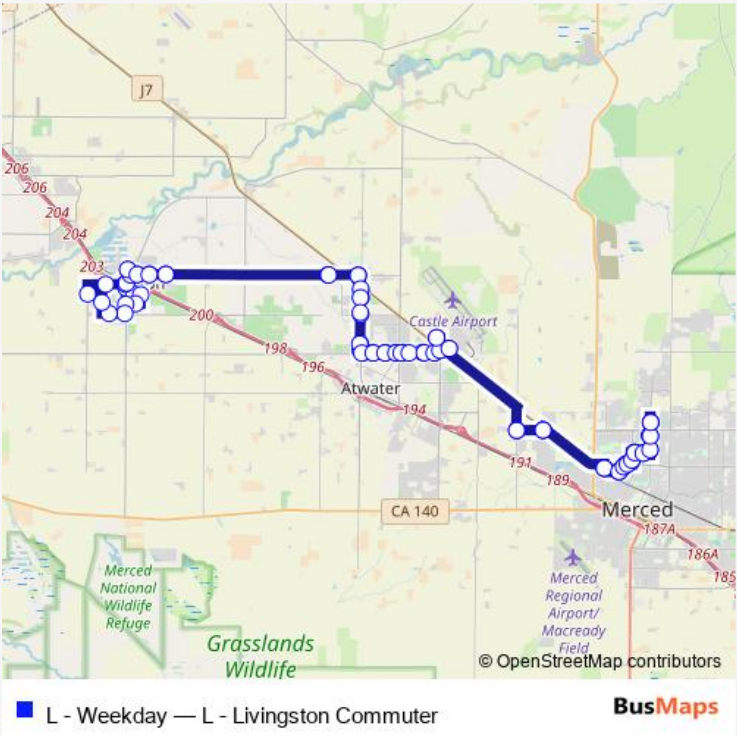 J7
206
206
204
204
203
200
Castle Airport
198
196
Atwater
194
191
189
CA 140
Merced
187A
186A
185
Merced
National
Wildlife
Refuge
Merced
Regional
Airport/
Macready
Field
Grasslands
Wildlife
© OpenStreetMap contributors
L - Weekday — L - Livingston Commuter
BusMaps